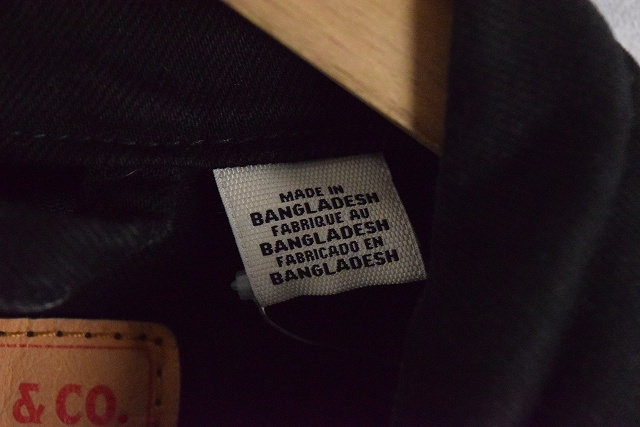 MADE IN
BANGLADESH
FABRIQUE AU
BANGLADESH
FABRICADO EN
BANGLADESH
& CO.